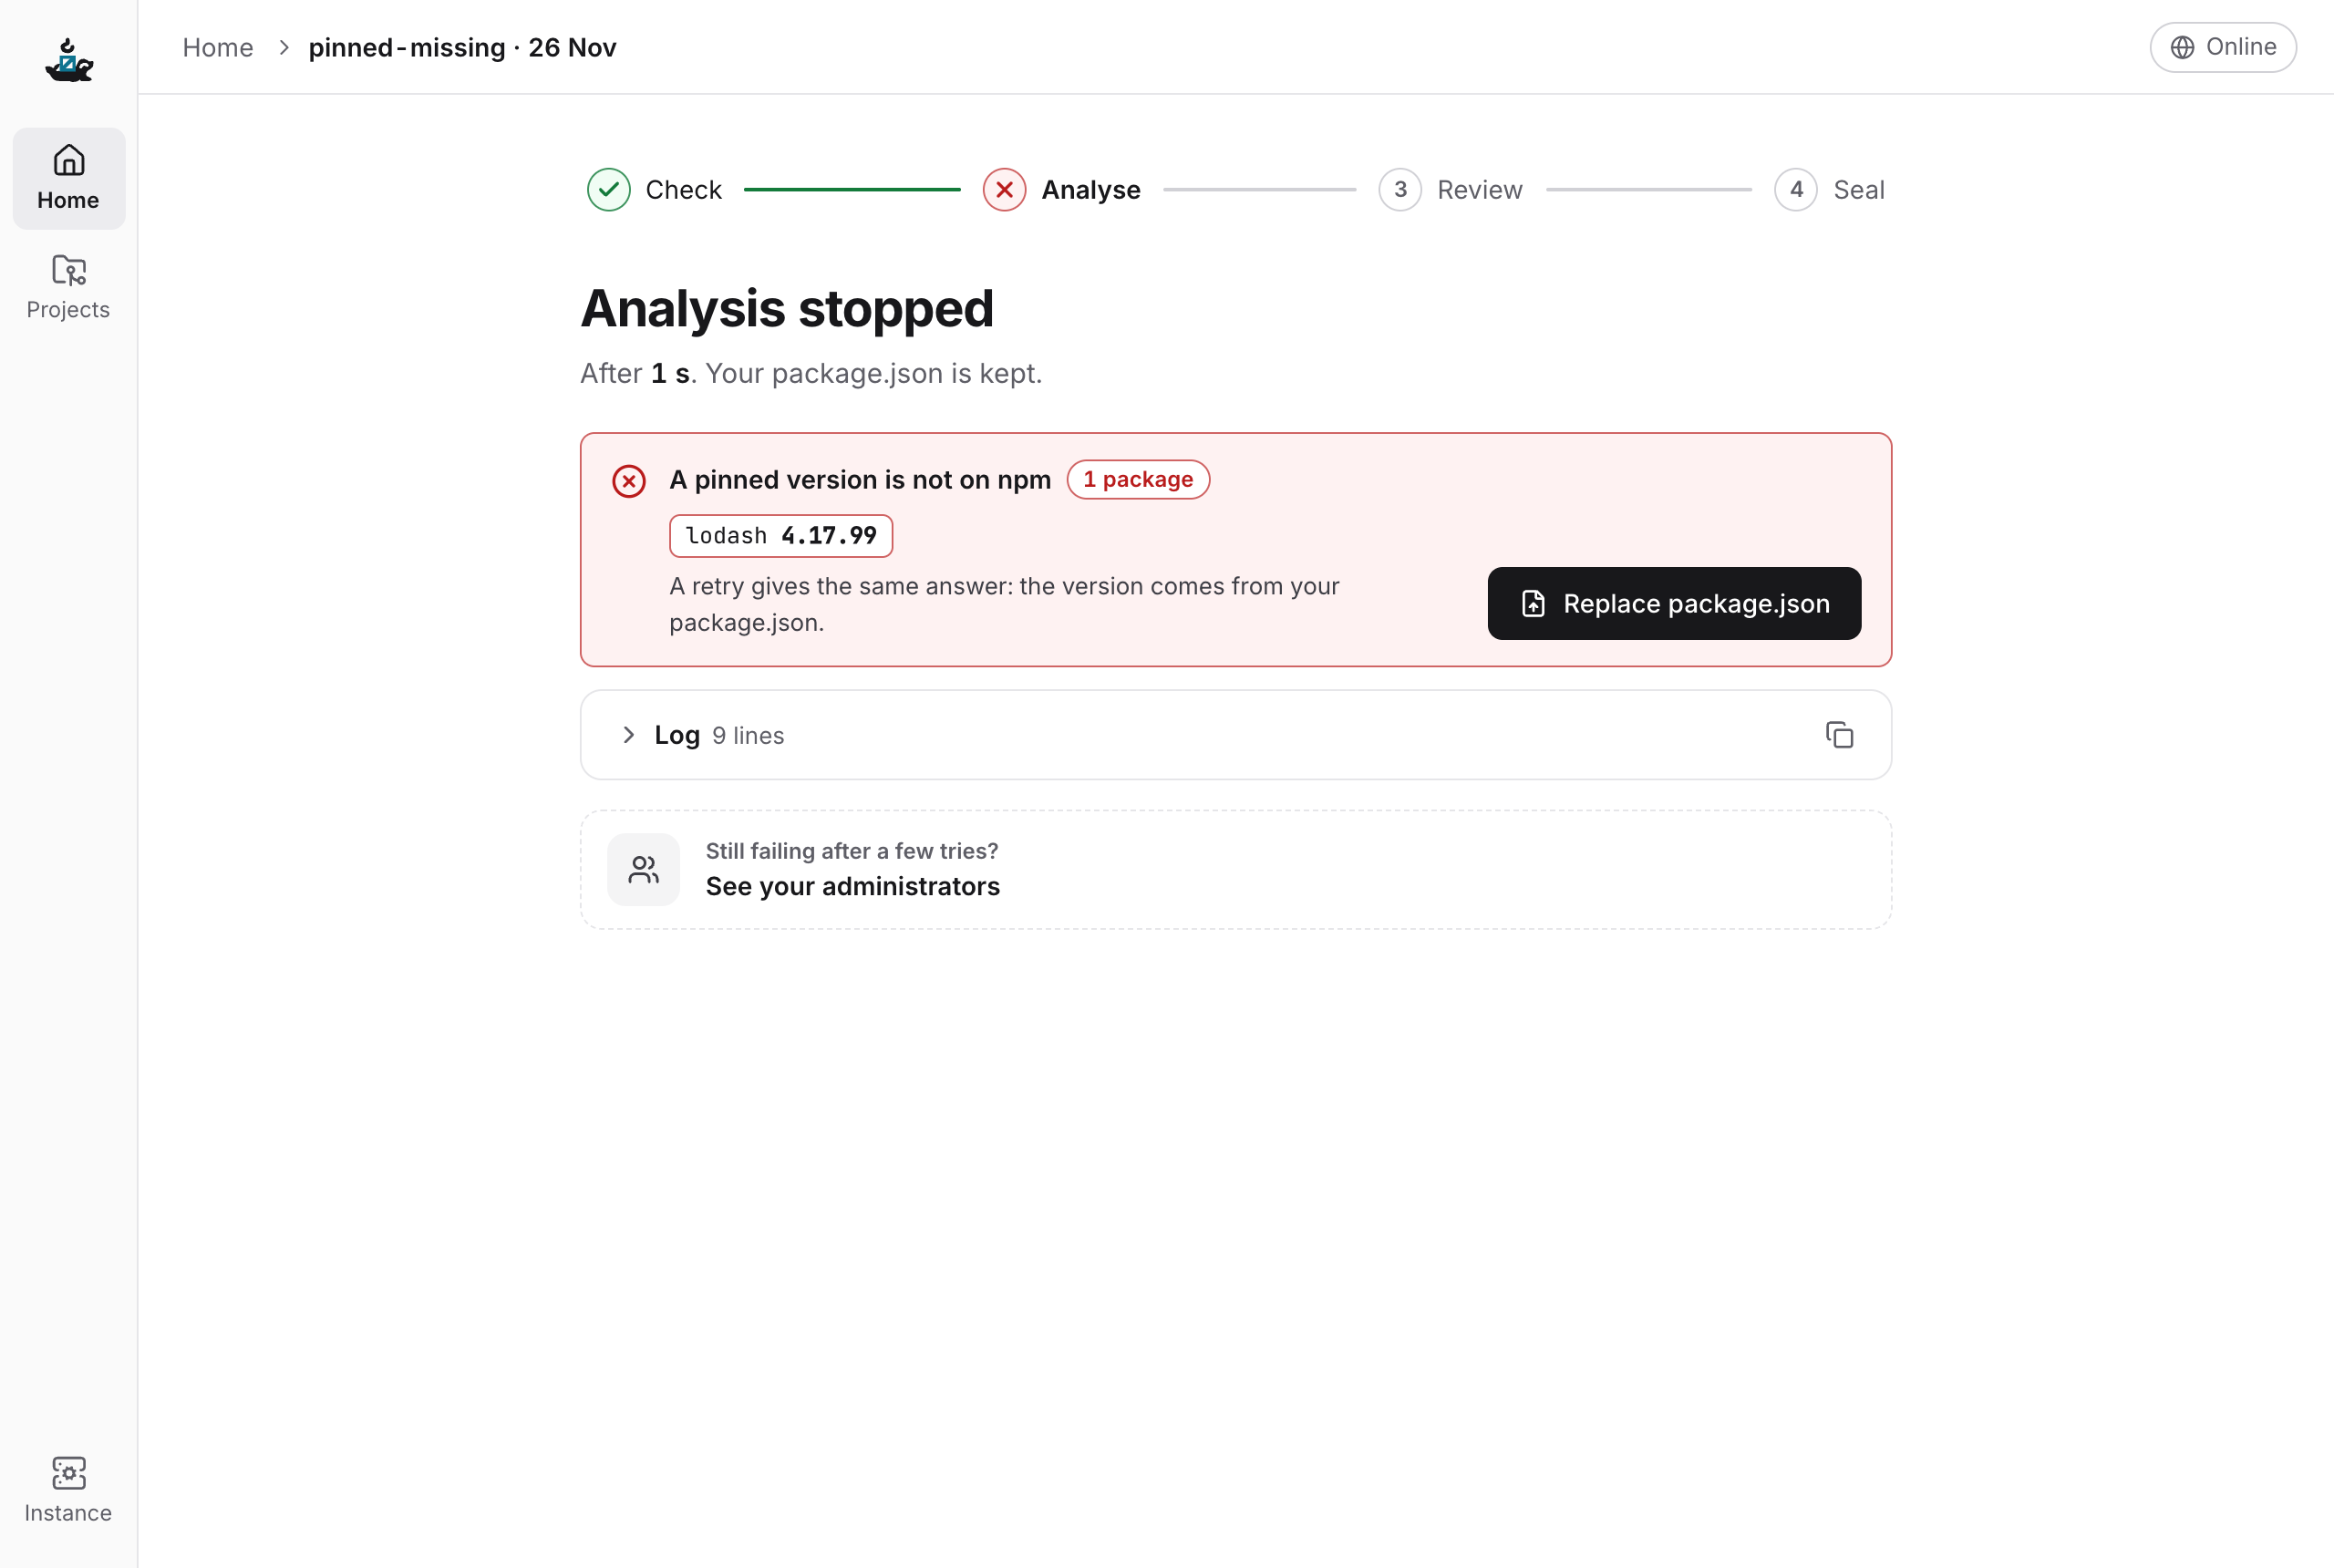 Home > pinned-missing · 26 Nov
Online
Home
Projects
Instance
Check
Analyse
3 Review
4 Seal
Analysis stopped
After 1 s. Your package.json is kept.
A pinned version is not on npm 1 package
lodash 4.17.99
A retry gives the same answer: the version comes from your
package.json.
Replace package.json
Log 9 lines
Still failing after a few tries?
See your administrators